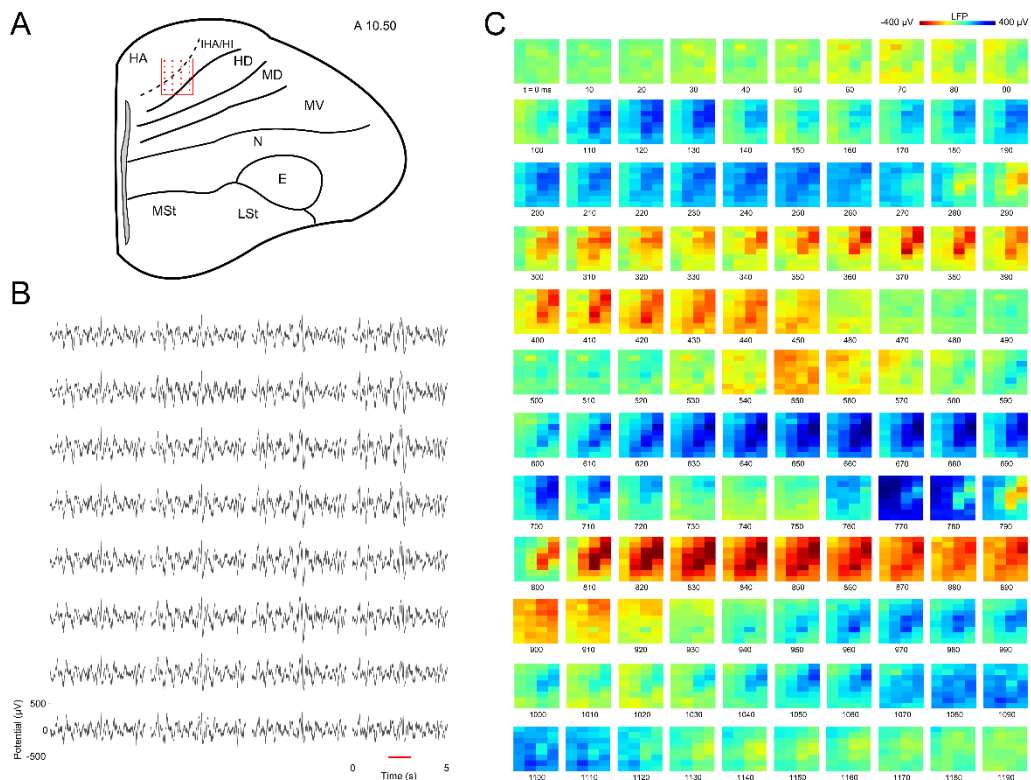 A
A 10.50
HA
IHA/HI
HD
MD
MV
N
E
MSt
LSt
B
500
0
-500
Potential (µV)
0 5
Time (s)
C
LFP
-400 µV 400 µV
t = 0 ms 10 20 30 40 50 60 70 80 90
100 110 120 130 140 150 160 170 180 190
200 210 220 230 240 250 260 270 280 290
300 310 320 330 340 350 360 370 380 390
400 410 420 430 440 450 460 470 480 490
500 510 520 530 540 550 560 570 580 590
600 610 620 630 640 650 660 670 680 690
700 710 720 730 740 750 760 770 780 790
800 810 820 830 840 850 860 870 880 890
900 910 920 930 940 950 960 970 980 990
1000 1010 1020 1030 1040 1050 1060 1070 1080 1090
1100 1110 1120 1130 1140 1150 1160 1170 1180 1190